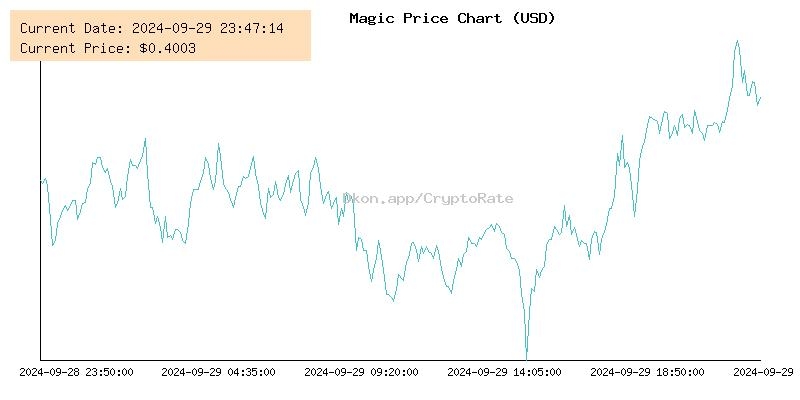 Magic Price Chart (USD)
Current Date: 2024-09-29 23:47:14
Current Price: $0.4003
Dkon.app/CryptoRate
2024-09-28 23:50:00 2024-09-29 04:35:00 2024-09-29 09:20:00 2024-09-29 14:05:00 2024-09-29 18:50:00 2024-09-29